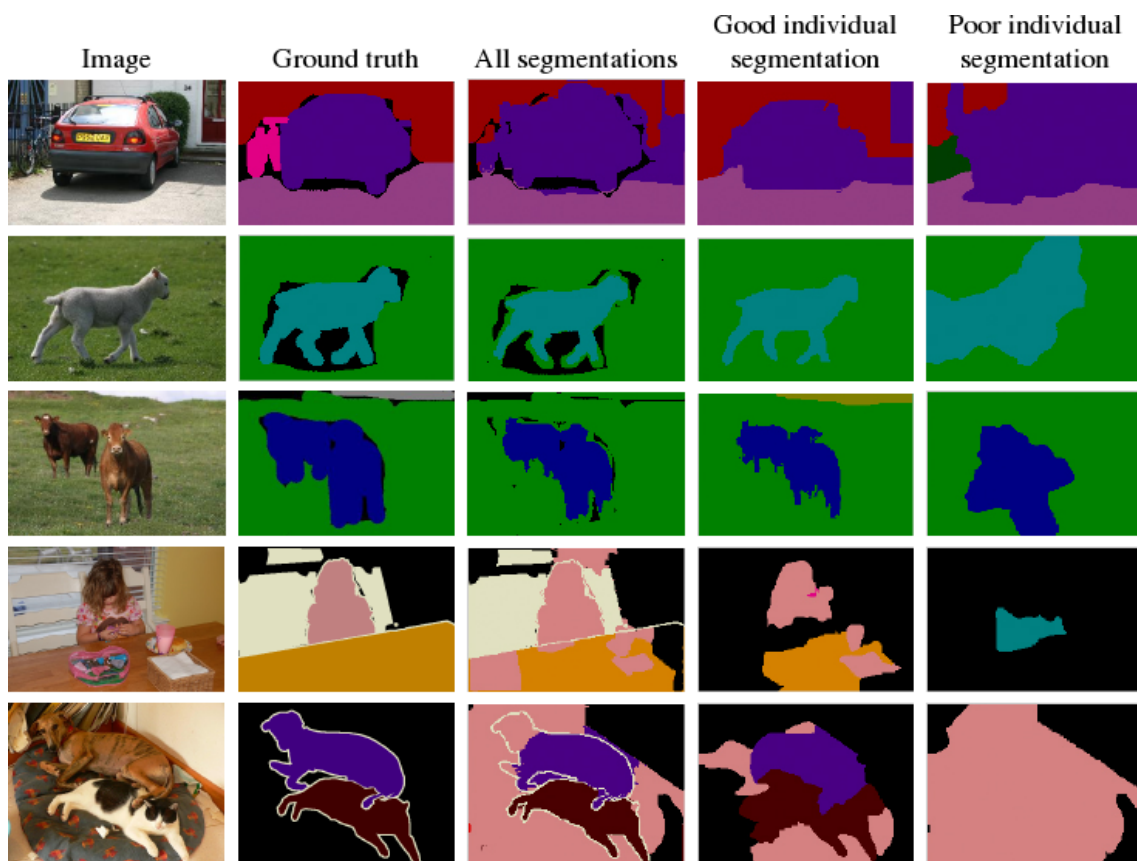 Image
Ground truth
All segmentations
Good individual
segmentation
Poor individual
segmentation